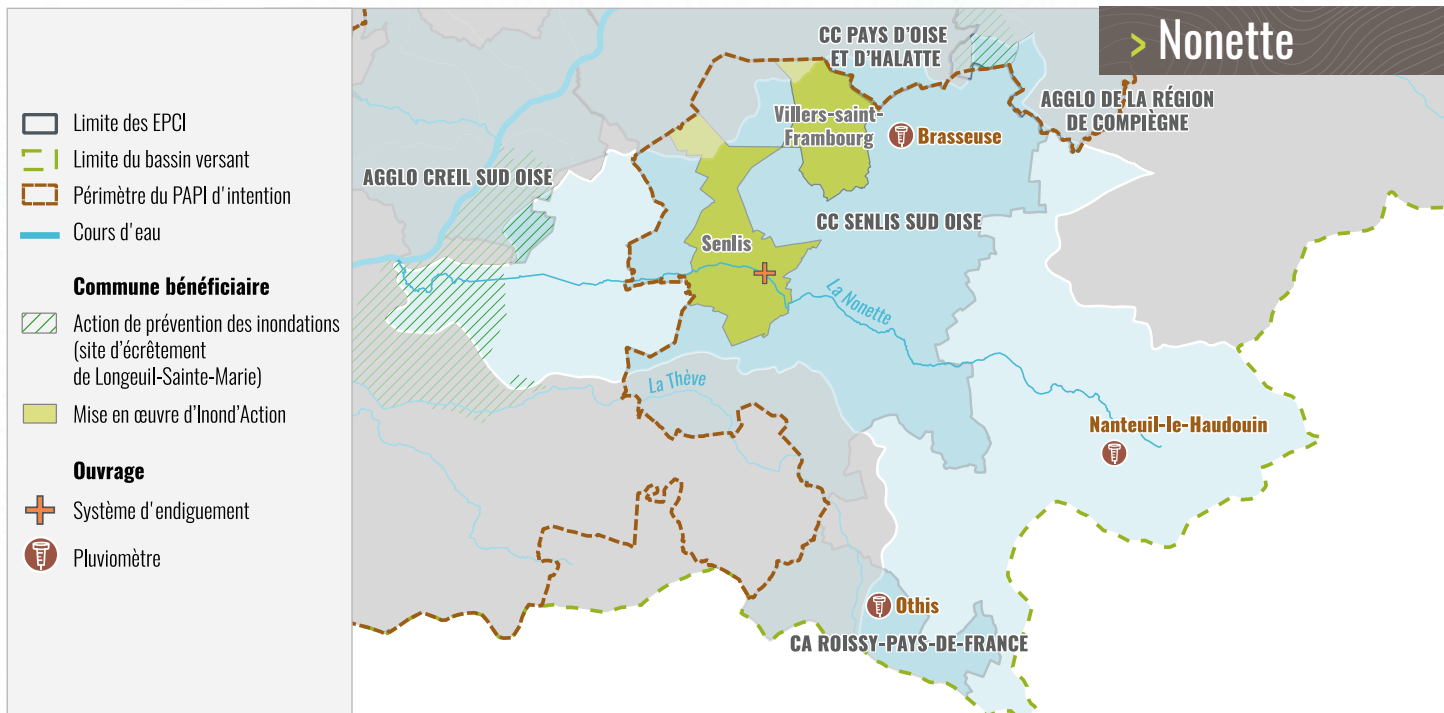 > Nonette
Limite des EPCI
Limite du bassin versant
Périmètre du PAPI d'intention
Cours d'eau
Commune bénéficiaire
Action de prévention des inondations
(site d'écrêtement
de Longeuil-Sainte-Marie)
Mise en œuvre d'Inond'Action
Ouvrage
Système d'endiguement
Pluviomètre
CC PAYS D'OISE
ET D'HALATTE
AGGLO DE LA RÉGION
DE COMPIÈGNE
Villers-saint-
Frambourg
Brasseuse
AGGLO CREIL SUD OISE
CC SENLIS SUD OISE
Senlis
La Nonette
La Thève
Nanteuil-le-Haudouin
Othis
CA ROISSY-PAYS-DE-FRANCE